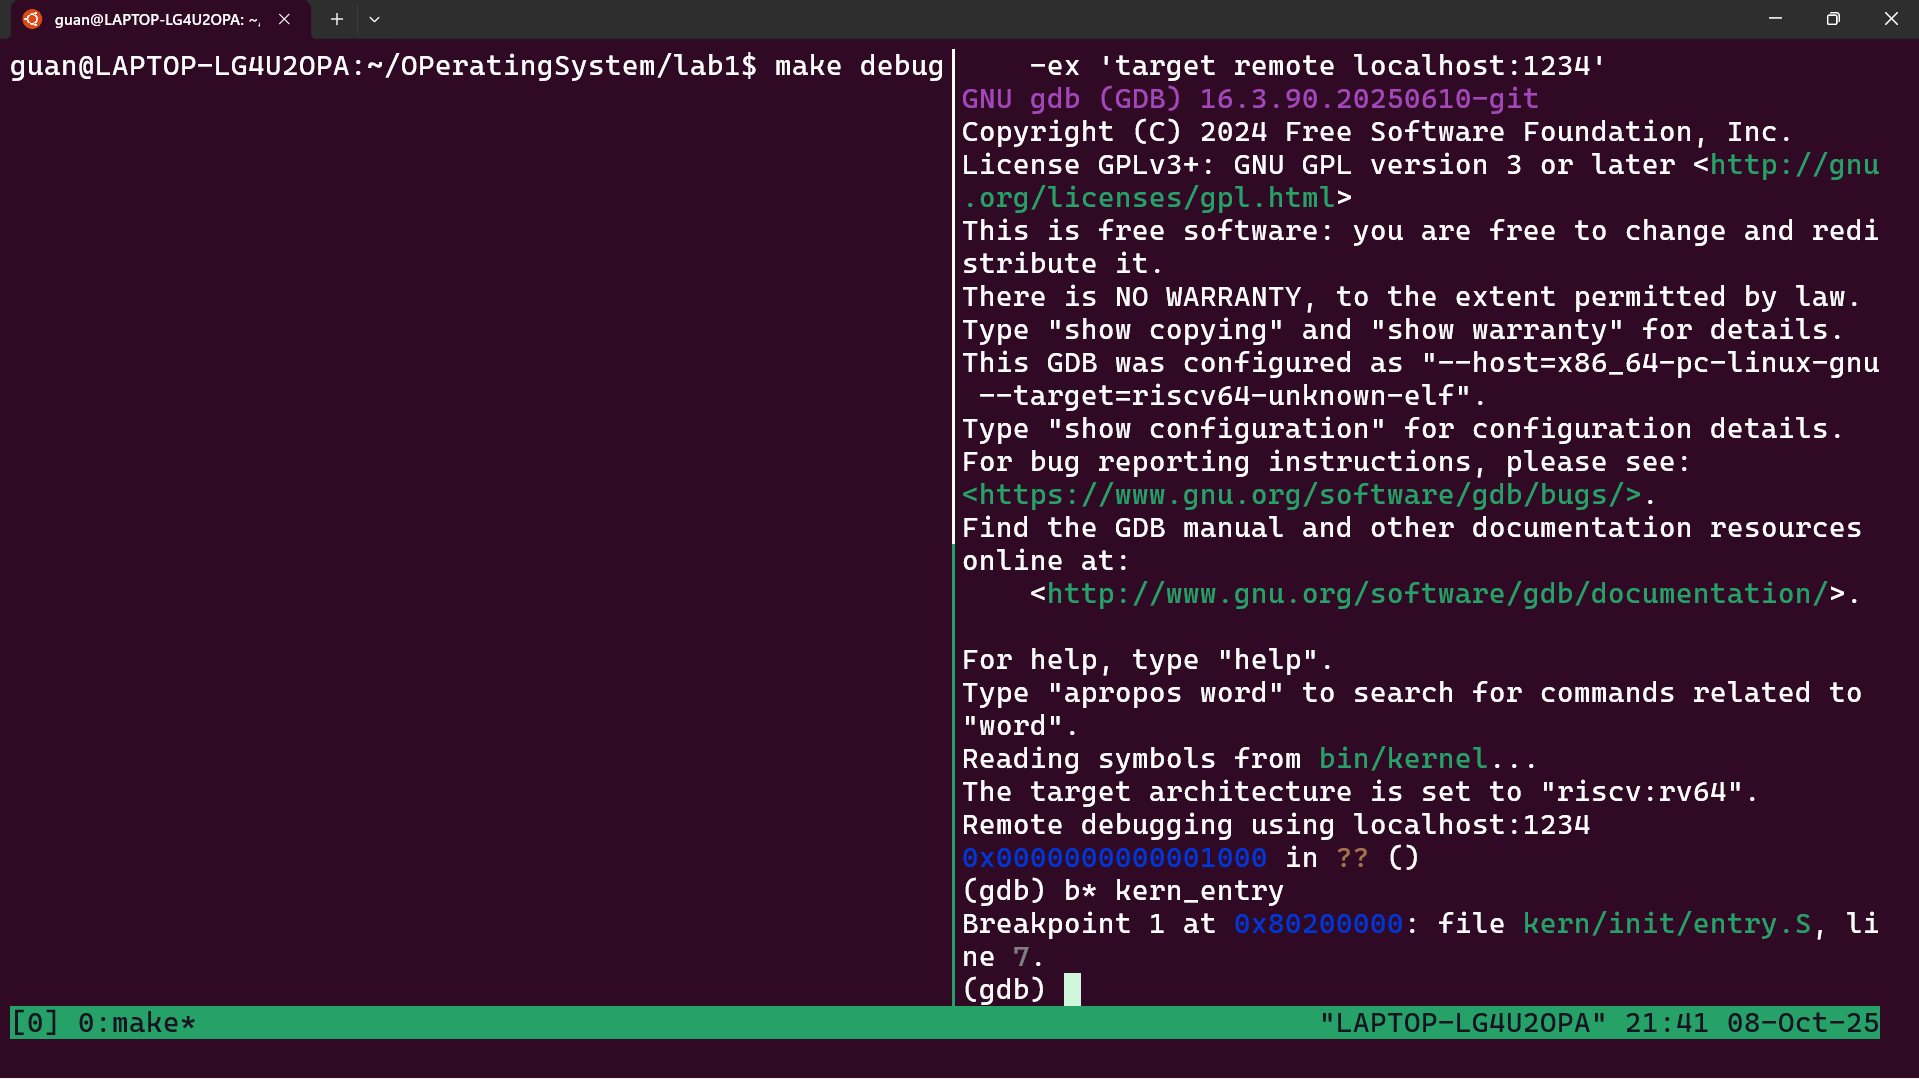 guan@LAPTOP-LG4U2OPA: ~,
guan@LAPTOP-LG4U2OPA:~/OPeratingSystem/lab1$ make debug
    -ex 'target remote localhost:1234'
GNU gdb (GDB) 16.3.90.20250610-git
Copyright (C) 2024 Free Software Foundation, Inc.
License GPLv3+: GNU GPL version 3 or later <http://gnu
.org/licenses/gpl.html>
This is free software: you are free to change and redi
stribute it.
There is NO WARRANTY, to the extent permitted by law.
Type "show copying" and "show warranty" for details.
This GDB was configured as "--host=x86_64-pc-linux-gnu
 --target=riscv64-unknown-elf".
Type "show configuration" for configuration details.
For bug reporting instructions, please see:
<https://www.gnu.org/software/gdb/bugs/>.
Find the GDB manual and other documentation resources
online at:
    <http://www.gnu.org/software/gdb/documentation/>.
For help, type "help".
Type "apropos word" to search for commands related to
"word".
Reading symbols from bin/kernel...
The target architecture is set to "riscv:rv64".
Remote debugging using localhost:1234
0x0000000000001000 in ?? ()
(gdb) b* kern_entry
Breakpoint 1 at 0x80200000: file kern/init/entry.S, li
ne 7.
(gdb)
[0] 0:make* "LAPTOP-LG4U2OPA" 21:41 08-Oct-25